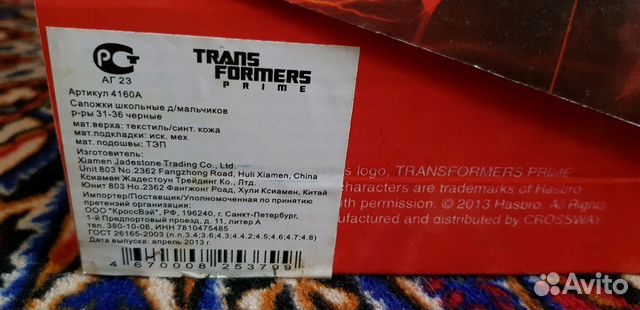 АГ 23
TRANS
FORMERS
PRIME
Артикул 4160А
Сапожки школьные д/мальчиков
р-ры 31-36 черные
мат.верха: текстиль/синт. кожа
мат.подкладки: иск. мех
мат. подошвы: ТЭП
Изготовитель:
Xiamen Jadestone Trading Co., Ltd.
Unit 803 No.2362 Fangzhong Road, Huli Xiamen, China
Ксиамен Жадестоун Трейдинг Ко., Лтд.
Юнит 803 Но.2362 Фангжонг Роад, Хули Ксиамен, Китай
Импортер/Поставщик/Уполномоченная по принятию
претензий организация:
ООО "КроссВэй", РФ, 196240, г. Санкт-Петербург,
1-й Предпортовый проезд, д.11, литер А
тел. 380-10-08, ИНН 7810475485
ГОСТ 26165-2003 (п.п.3.4;3.6;4.3;4.4.2;4.5;4.6;4.7;4.8)
Дата выпуска: апрель 2013 г.
4 670008 253799
's logo, TRANSFORMERS PRIME
characters are trademarks of Hasbro
with permission. © 2013 Hasbro. All Rights
ufactured and distributed by CROSSWAY
Avito